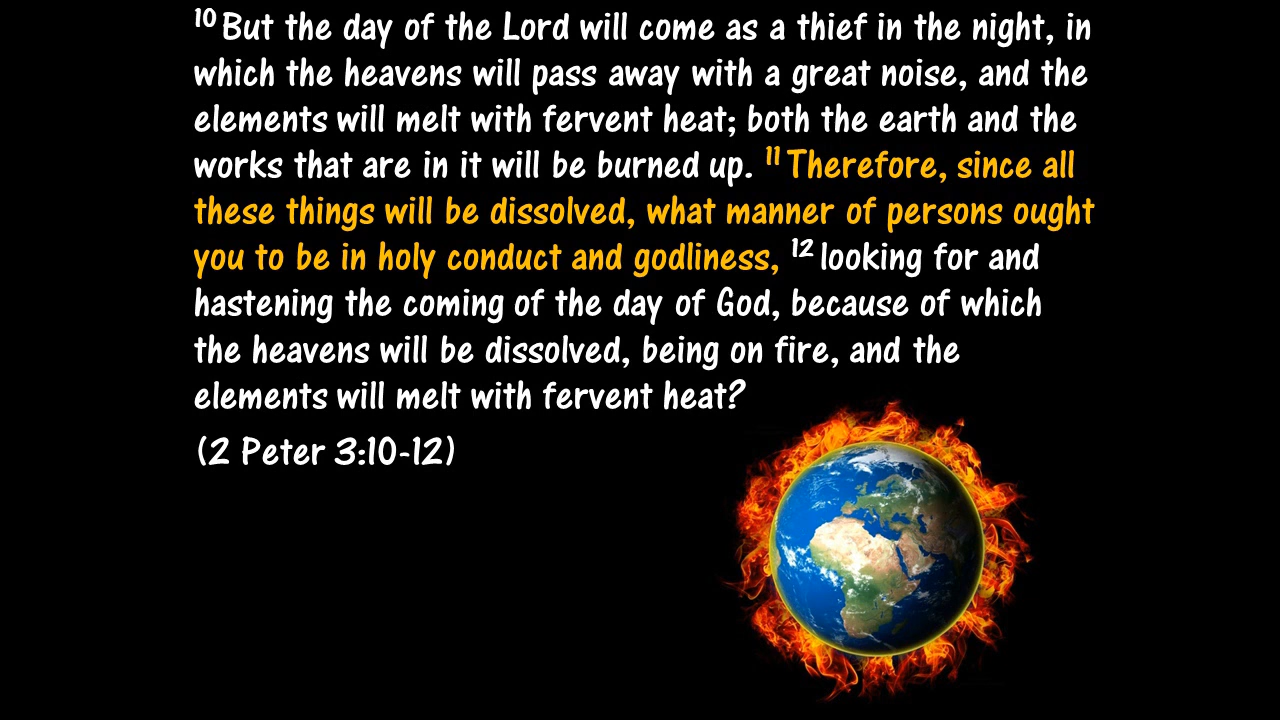 10 But the day of the Lord will come as a thief in the night, in
which the heavens will pass away with a great noise, and the
elements will melt with fervent heat; both the earth and the
works that are in it will be burned up. 11 Therefore, since all
these things will be dissolved, what manner of persons ought
you to be in holy conduct and godliness, 12 looking for and
hastening the coming of the day of God, because of which
the heavens will be dissolved, being on fire, and the
elements will melt with fervent heat?
(2 Peter 3:10-12)